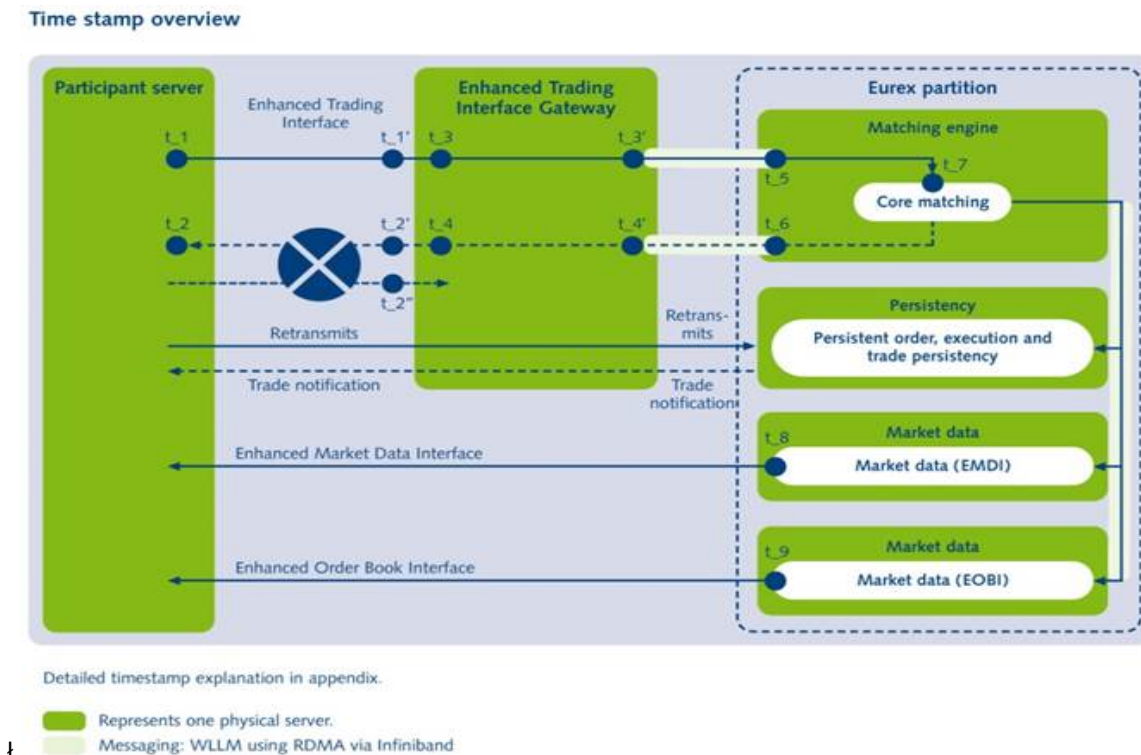 Time stamp overview
Participant server
Enhanced Trading
Interface
Enhanced Trading
Interface Gateway
Eurex partition
Matching engine
t_1
t_1'
t_3
t_3'
t_5
t_7
Core matching
t_2
t_2'
t_4
t_4'
t_6
t_2"
Retransmits
Retrans-
mits
Persistency
Persistent order, execution and
trade persistency
Trade notification
Trade
notification
Market data
t_8
Enhanced Market Data Interface
Market data (EMDI)
Market data
t_9
Enhanced Order Book Interface
Market data (EOBI)
Detailed timestamp explanation in appendix.
Represents one physical server.
Messaging: WLLM using RDMA via Infiniband